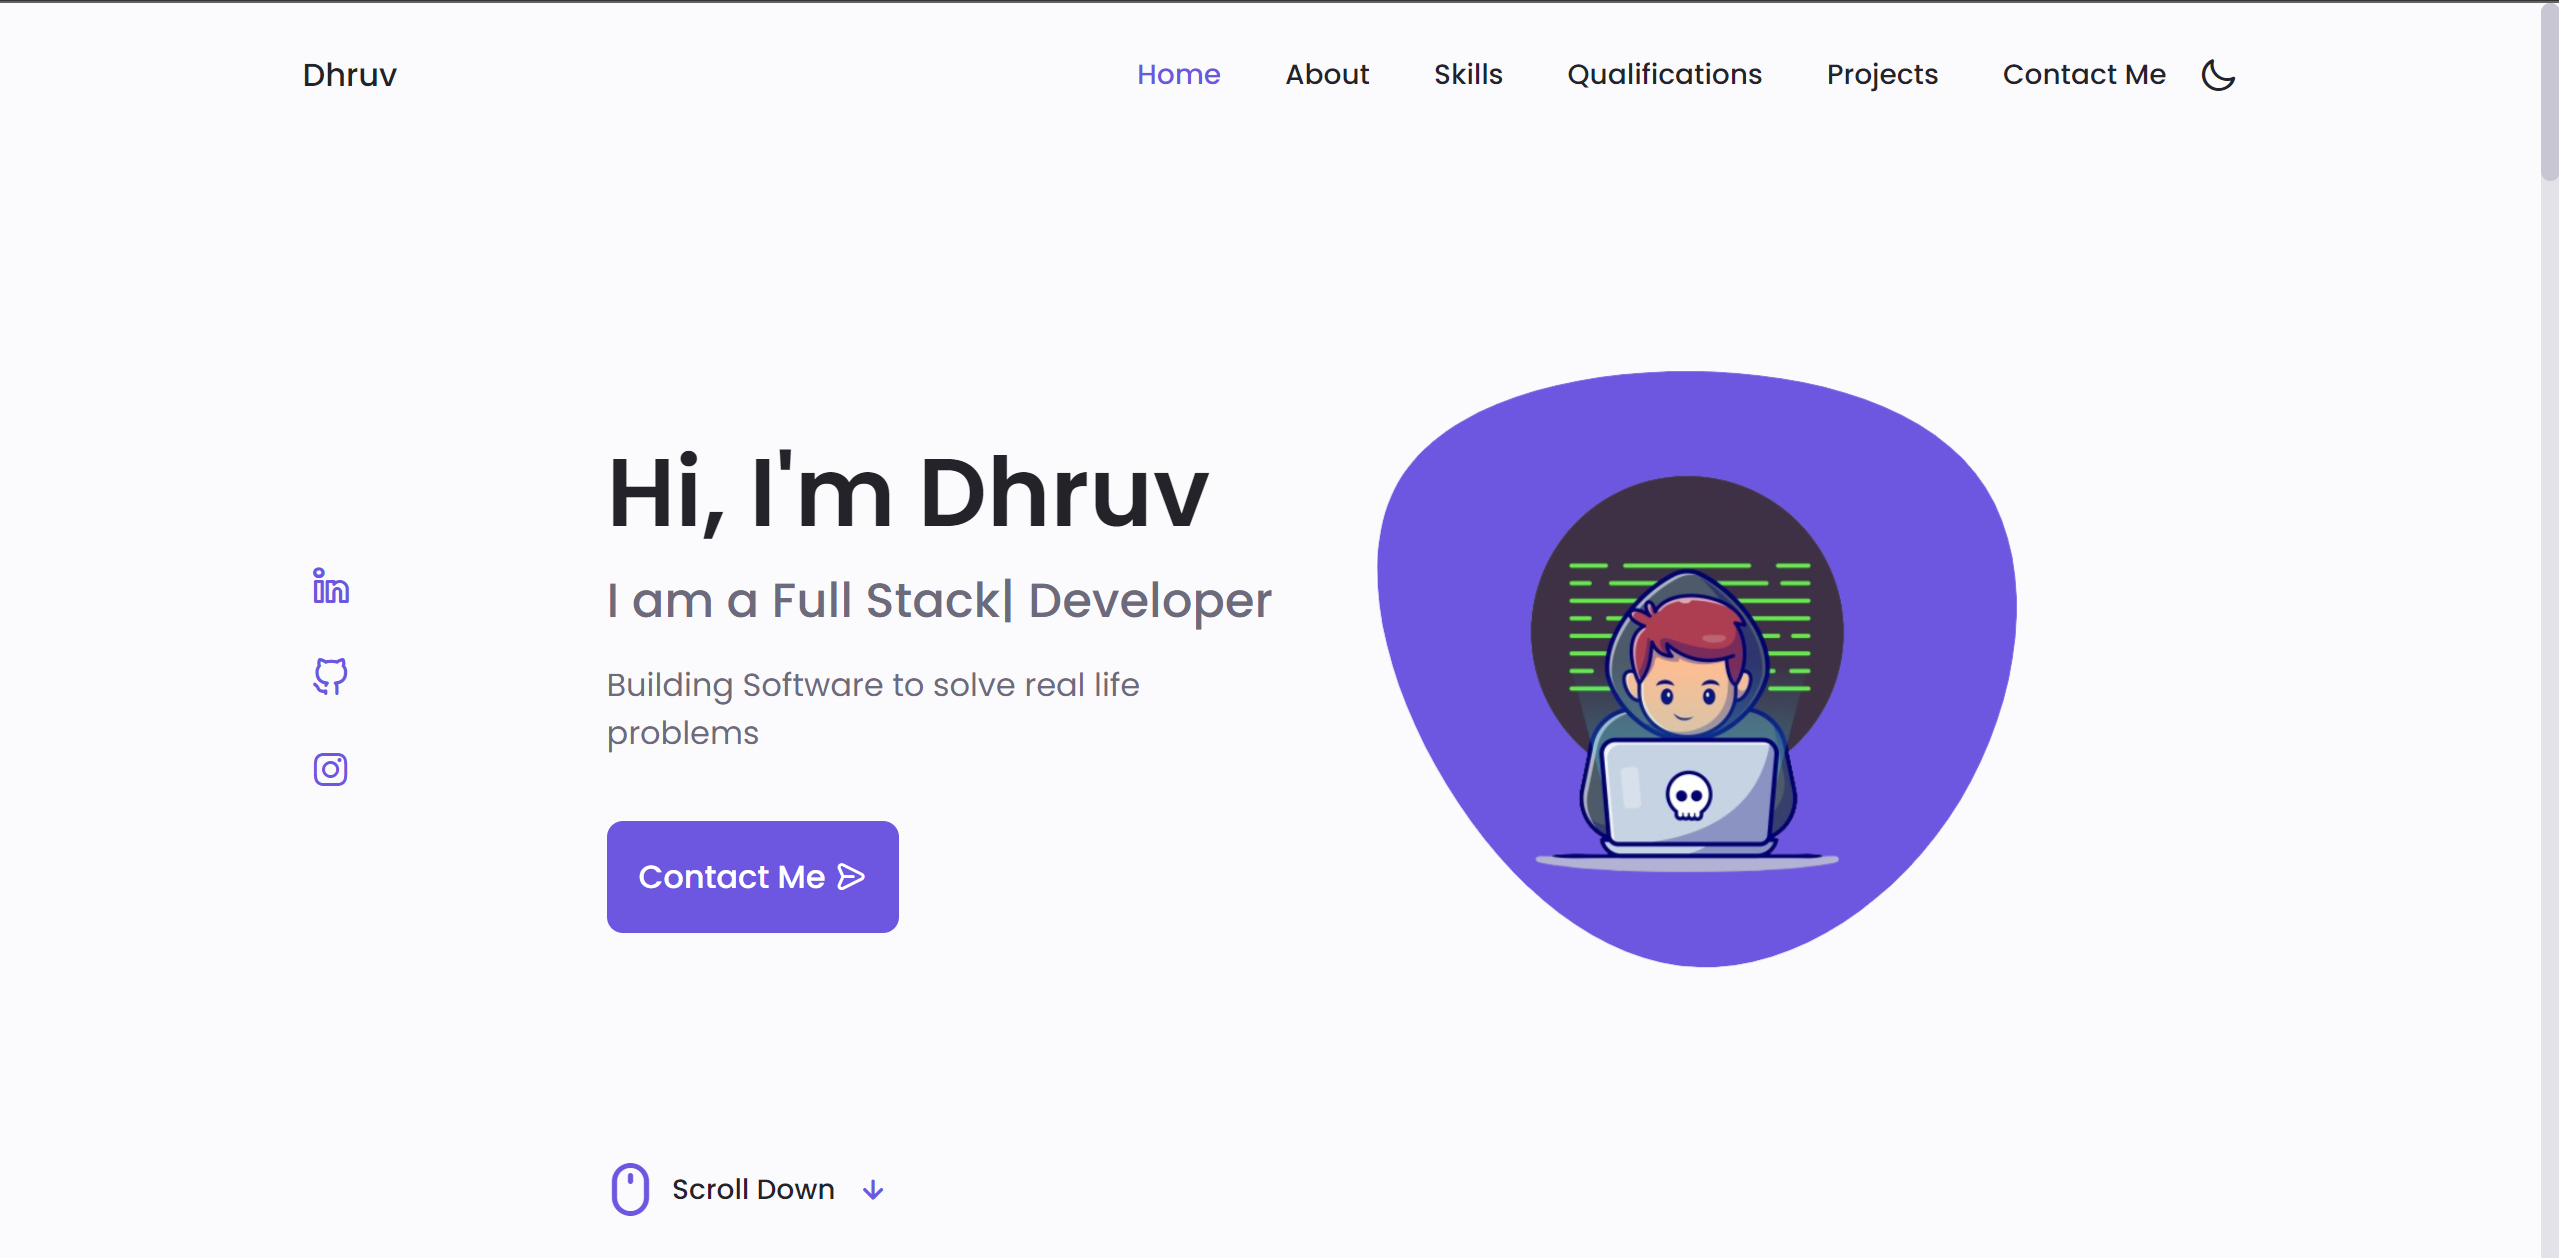 Dhruv
Home About Skills Qualifications Projects Contact Me
Hi, I'm Dhruv
I am a Full Stack| Developer
Building Software to solve real life
problems
Contact Me
Scroll Down